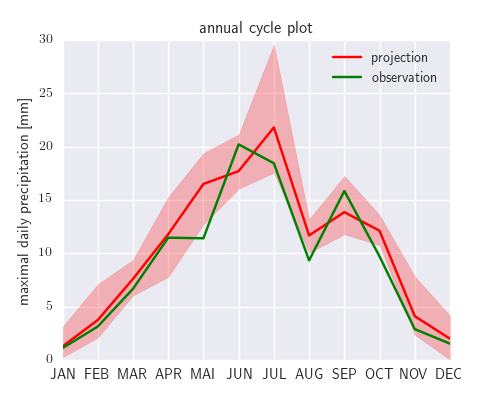 annual cycle plot
maximal daily precipitation [mm]
30
25
20
15
10
5
0
projection
observation
JAN FEB MAR APR MAI JUN JUL AUG SEP OCT NOV DEC